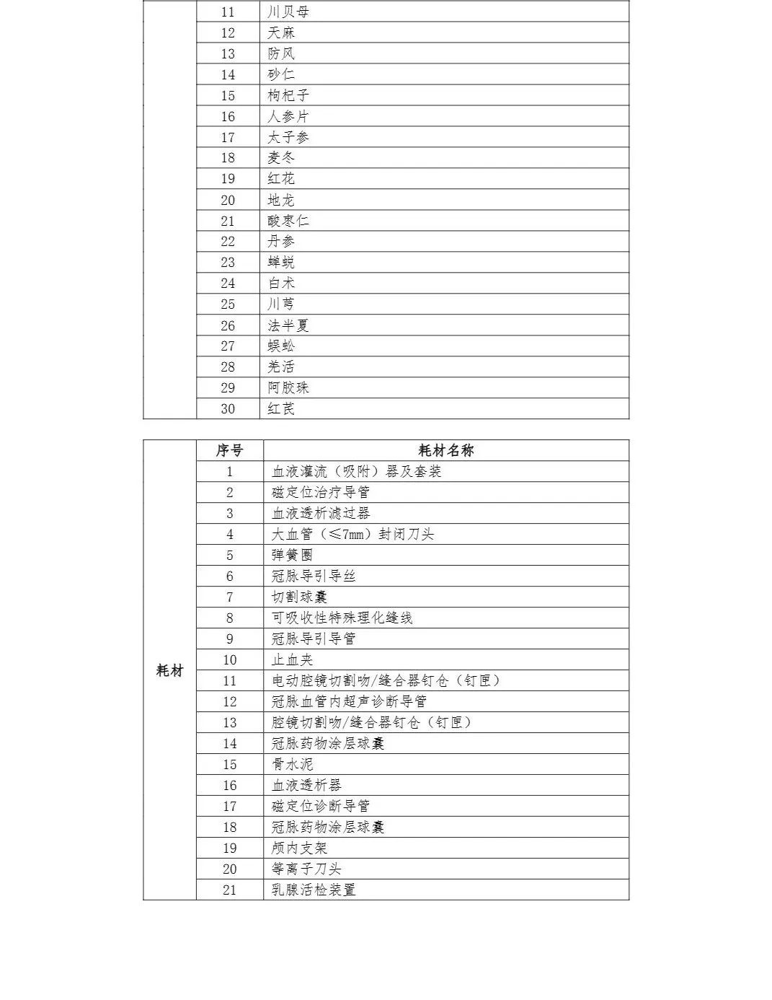 11 川贝母
12 天麻
13 防风
14 砂仁
15 枸杞子
16 人参片
17 太子参
18 麦冬
19 红花
20 地龙
21 酸枣仁
22 丹参
23 蝉蜕
24 白术
25 川芎
26 法半夏
27 蜈蚣
28 羌活
29 阿胶珠
30 红芪
序号 耗材名称
1 血液灌流（吸附）器及套装
2 磁定位治疗导管
3 血液透析滤过器
4 大血管（≤7mm）封闭刀头
5 弹簧圈
6 冠脉导引导丝
7 切割球囊
8 可吸收性特殊理化缝线
9 冠脉导引导管
10 止血夹
耗材
11 电动腔镜切割吻/缝合器钉仓（钉匣）
12 冠脉血管内超声诊断导管
13 腔镜切割吻/缝合器钉仓（钉匣）
14 冠脉药物涂层球囊
15 骨水泥
16 血液透析器
17 磁定位诊断导管
18 冠脉药物涂层球囊
19 颅内支架
20 等离子刀头
21 乳腺活检装置